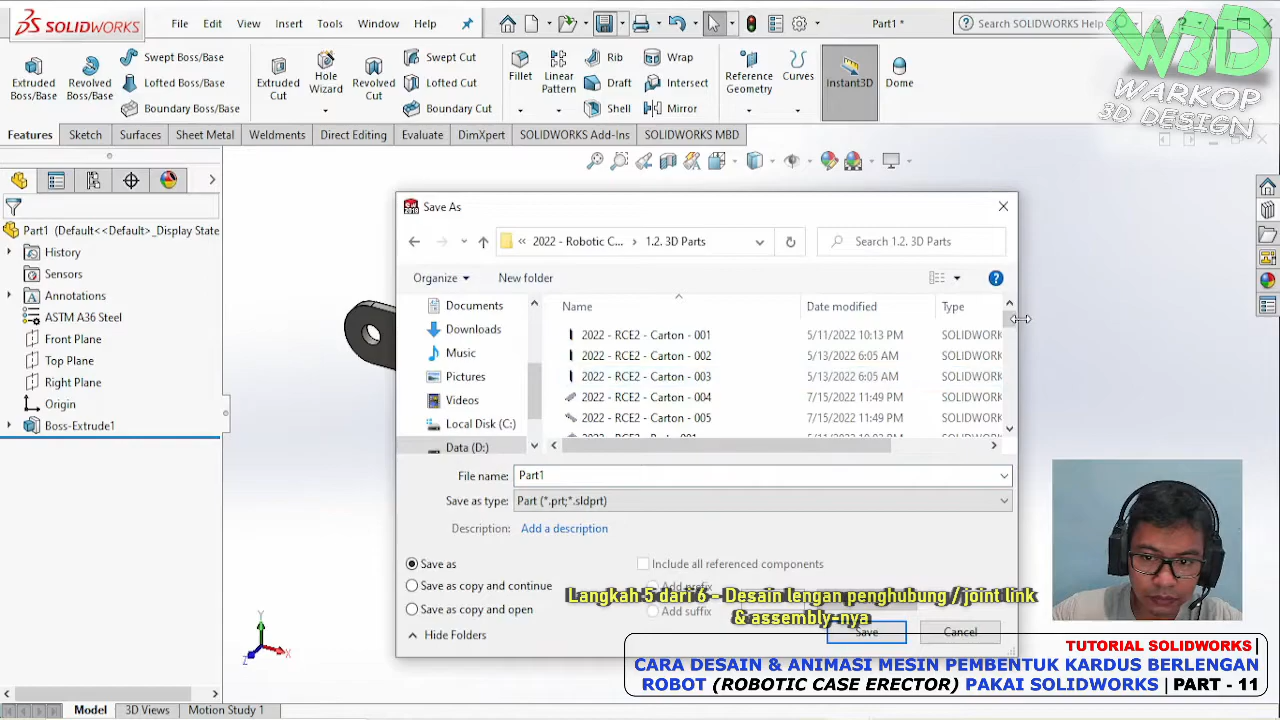 SOLIDWORKS
File
Edit
View
Insert
Tools
Window
Help
Part1 *
Search SOLIDWORKS Help
W3D
WARKOP
3D DESIGN
Extruded
Boss/Base
Revolved
Boss/Base
Swept Boss/Base
Lofted Boss/Base
Boundary Boss/Base
Extruded
Cut
Hole
Wizard
Revolved
Cut
Swept Cut
Lofted Cut
Boundary Cut
Fillet
Linear
Pattern
Rib
Draft
Shell
Wrap
Intersect
Mirror
Reference
Geometry
Curves
Instant3D
Dome
Features
Sketch
Surfaces
Sheet Metal
Weldments
Direct Editing
Evaluate
DimXpert
SOLIDWORKS Add-Ins
SOLIDWORKS MBD
Part1 (Default<<Default>_Display State
History
Sensors
Annotations
ASTM A36 Steel
Front Plane
Top Plane
Right Plane
Origin
Boss-Extrude1
Save As
« 2022 - Robotic C... › 1.2. 3D Parts
Search 1.2. 3D Parts
Organize
New folder
Documents
Downloads
Music
Pictures
Videos
Local Disk (C:)
Data (D:)
Name Date modified Type
2022 - RCE2 - Carton - 001 5/11/2022 10:13 PM SOLIDWORK
2022 - RCE2 - Carton - 002 5/13/2022 6:05 AM SOLIDWORK
2022 - RCE2 - Carton - 003 5/13/2022 6:05 AM SOLIDWORK
2022 - RCE2 - Carton - 004 7/15/2022 11:49 PM SOLIDWORK
2022 - RCE2 - Carton - 005 7/15/2022 11:49 PM SOLIDWORK
File name: Part1
Save as type: Part (*.prt;*.sldprt)
Description: Add a description
Save as
Save as copy and continue
Save as copy and open
Include all referenced components
Add prefix
Add suffix
Hide Folders
Save
Cancel
Langkah 5 dari 6 - Desain lengan penghubung / joint link
& assembly-nya
TUTORIAL SOLIDWORKS |
CARA DESAIN & ANIMASI MESIN PEMBENTUK KARDUS BERLENGAN
ROBOT (ROBOTIC CASE ERECTOR) PAKAI SOLIDWORKS | PART - 11
Y
X
Z
Model
3D Views
Motion Study 1